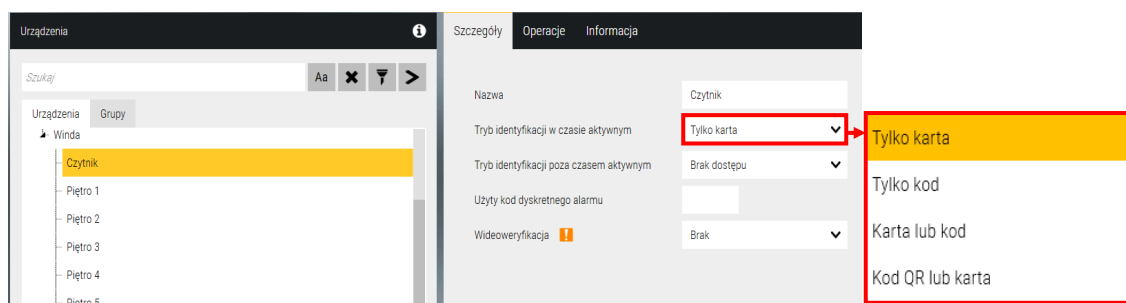 Urządzenia
Szukaj
Aa
Urządzenia Grupy
Winda
Czytnik
Piętro 1
Piętro 2
Piętro 3
Piętro 4
Piętro 5
Szczegóły Operacje Informacja
Nazwa Czytnik
Tryb identyfikacji w czasie aktywnym Tylko karta
Tryb identyfikacji poza czasem aktywnym Brak dostępu
Użyty kod dyskretnego alarmu
Wideoweryfikacja Brak
Tylko karta
Tylko kod
Karta lub kod
Kod QR lub karta